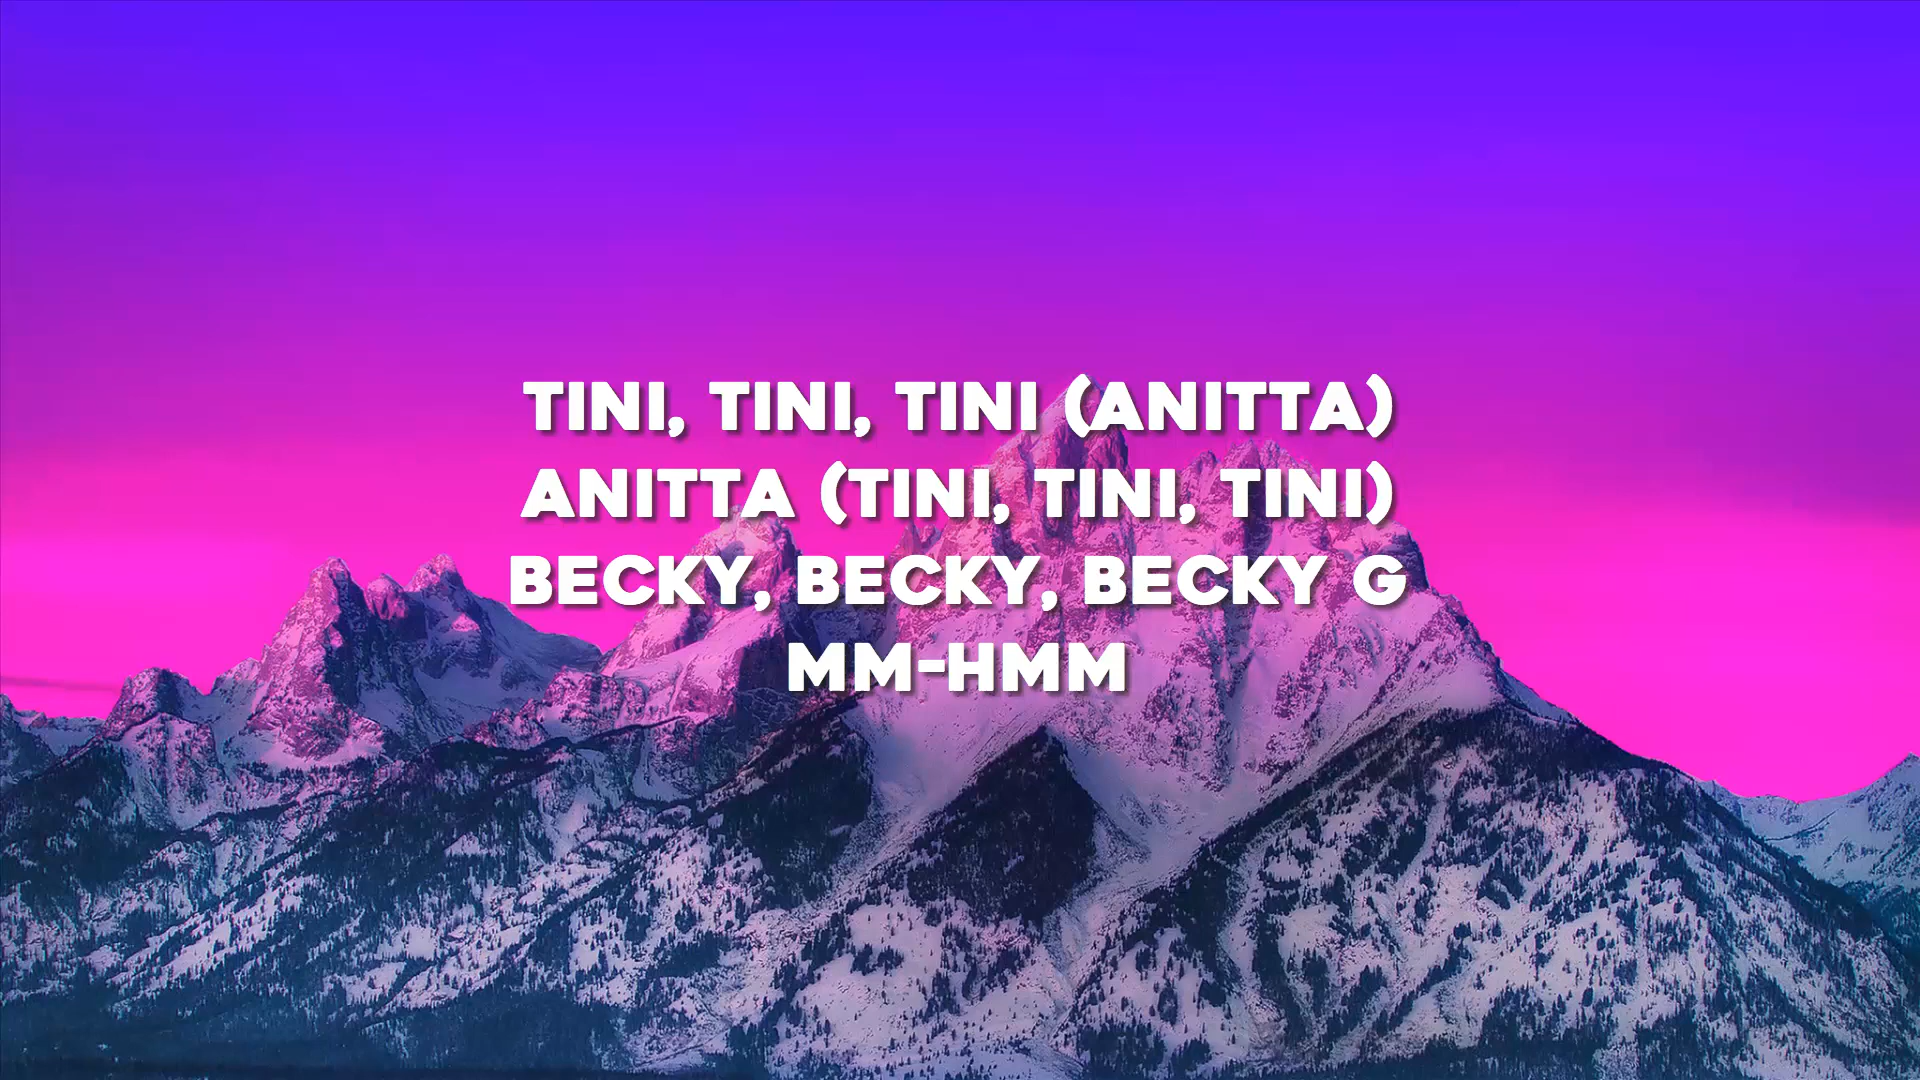 TINI, TINI, TINI (ANITTA)
ANITTA (TINI, TINI, TINI)
BECKY, BECKY, BECKY G
MM-HMM